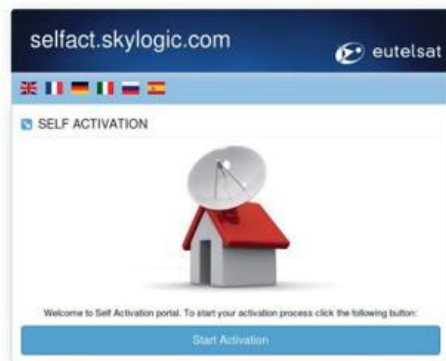 selfact.skylogic.com
eutelsat
SELF ACTIVATION
Welcome to Self Activation portal. To start your activation process click the following button:
Start Activation